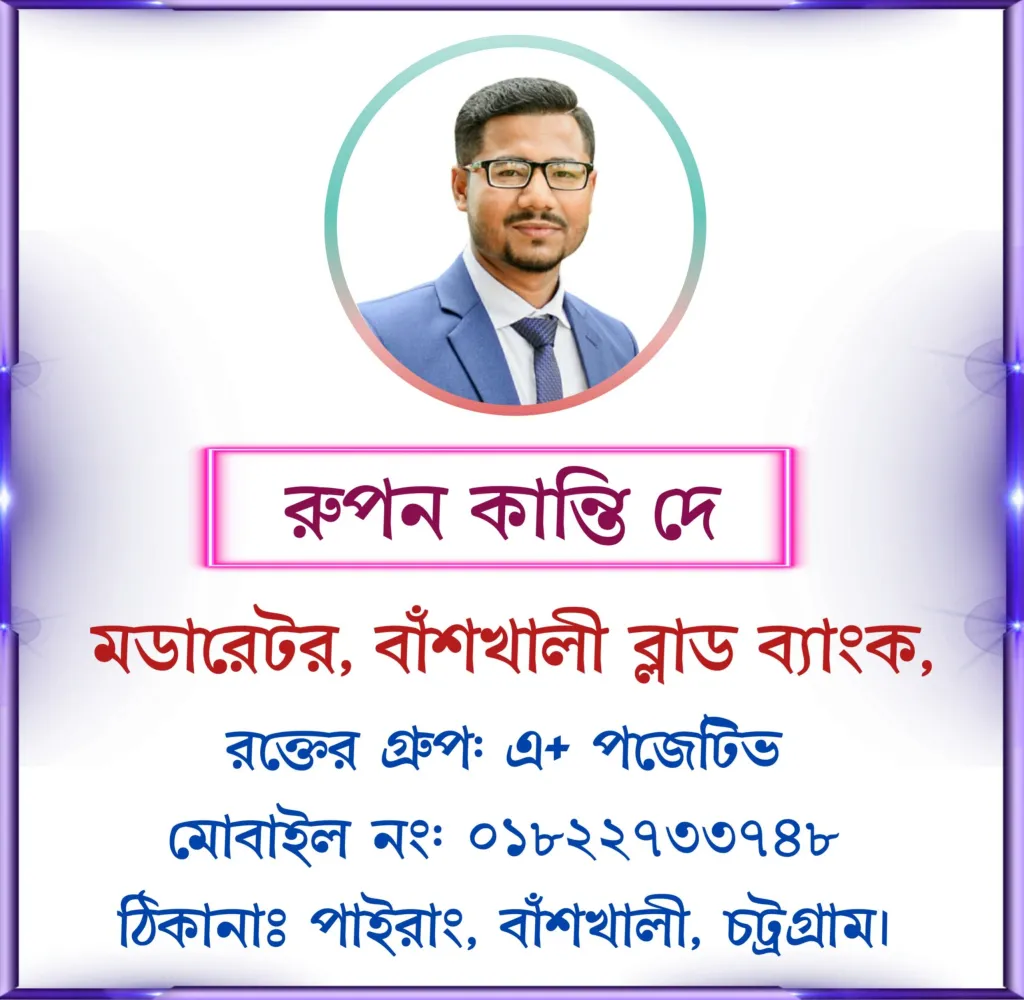 রুপন কান্তি দে
মডারেটর, বাঁশখালী ব্লাড ব্যাংক,
রক্তের গ্রুপঃ এ+ পজেটিভ
মোবাইল নং: ০১৮২২৭৩৩৭৪৮
ঠিকানাঃ পাইরাং, বাঁশখালী, চট্রগ্রাম।